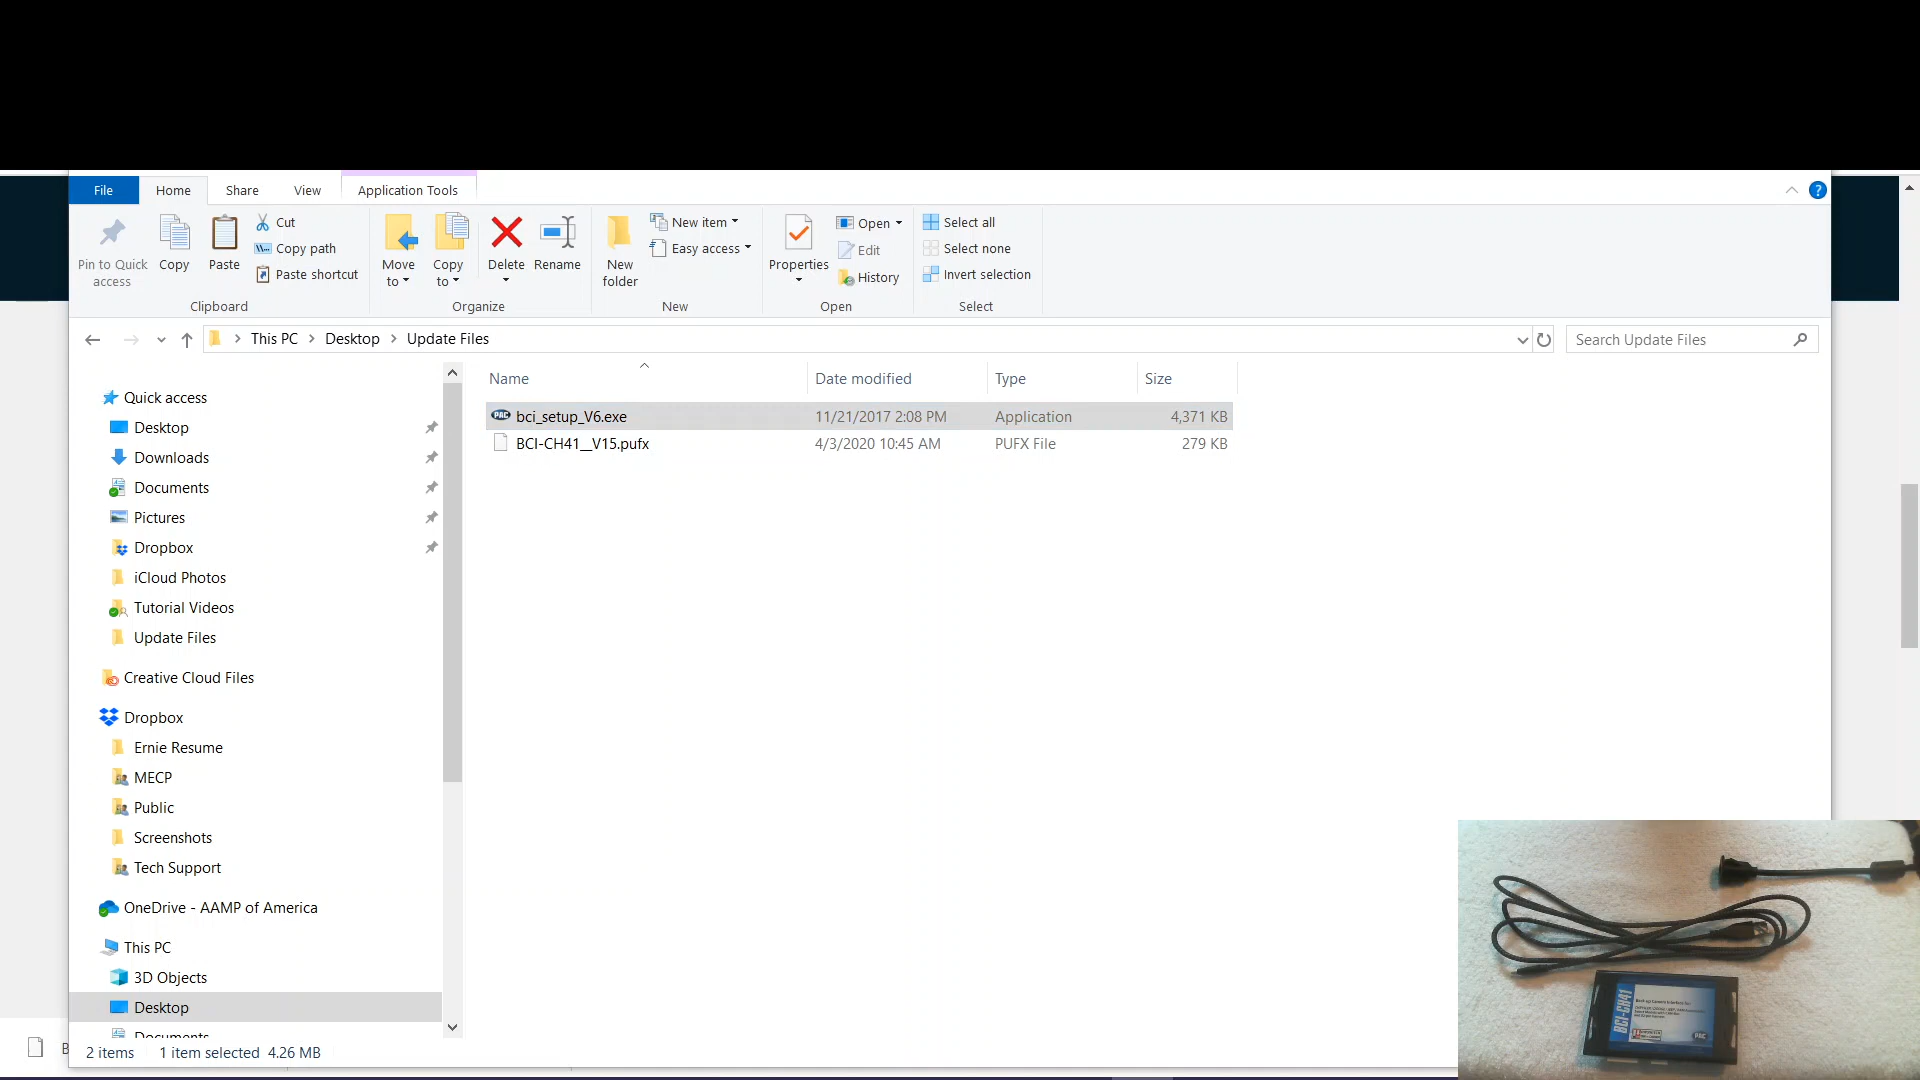 File
Home
Share
View
Application Tools
Pin to Quick access
Copy
Paste
Cut
Copy path
Paste shortcut
Clipboard
Move to
Copy to
Delete
Rename
Organize
New folder
New item
Easy access
New
Properties
Open
Edit
History
Open
Select all
Select none
Invert selection
Select
This PC
Desktop
Update Files
Search Update Files
Name
Date modified
Type
Size
bci_setup_V6.exe 11/21/2017 2:08 PM Application 4,371 KB
BCI-CH41__V15.pufx 4/3/2020 10:45 AM PUFX File 279 KB
Quick access
Desktop
Downloads
Documents
Pictures
Dropbox
iCloud Photos
Tutorial Videos
Update Files
Creative Cloud Files
Dropbox
Ernie Resume
MECP
Public
Screenshots
Tech Support
OneDrive - AAMP of America
This PC
3D Objects
Desktop
Documents
2 items 1 item selected 4.26 MB
BCI-CH41
PAC